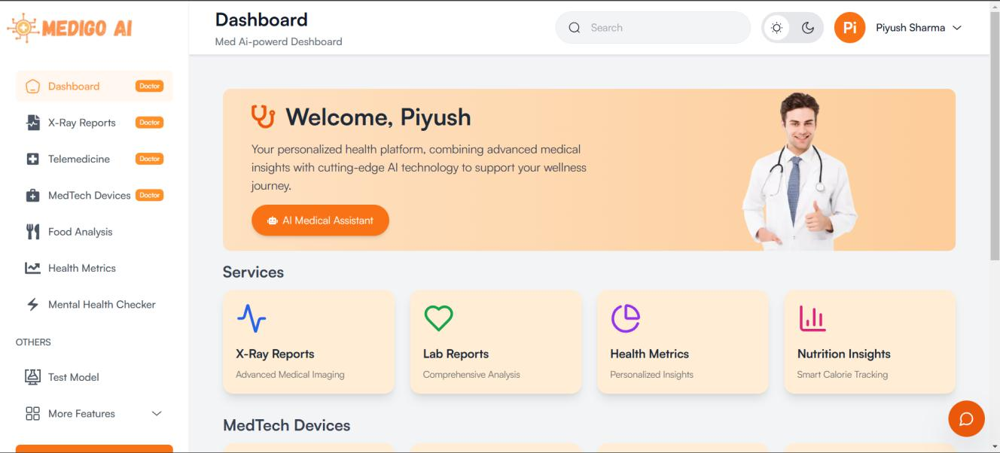 MEDIGO AI
Dashboard
Med Ai-powerd Dashboard
Search
Pi
Piyush Sharma
Dashboard Doctor
X-Ray Reports Doctor
Telemedicine Doctor
MedTech Devices Doctor
Food Analysis
Health Metrics
Mental Health Checker
OTHERS
Test Model
More Features
Welcome, Piyush
Your personalized health platform, combining advanced medical
insights with cutting-edge AI technology to support your wellness
journey.
AI Medical Assistant
Services
X-Ray Reports
Advanced Medical Imaging
Lab Reports
Comprehensive Analysis
Health Metrics
Personalized Insights
Nutrition Insights
Smart Calorie Tracking
MedTech Devices